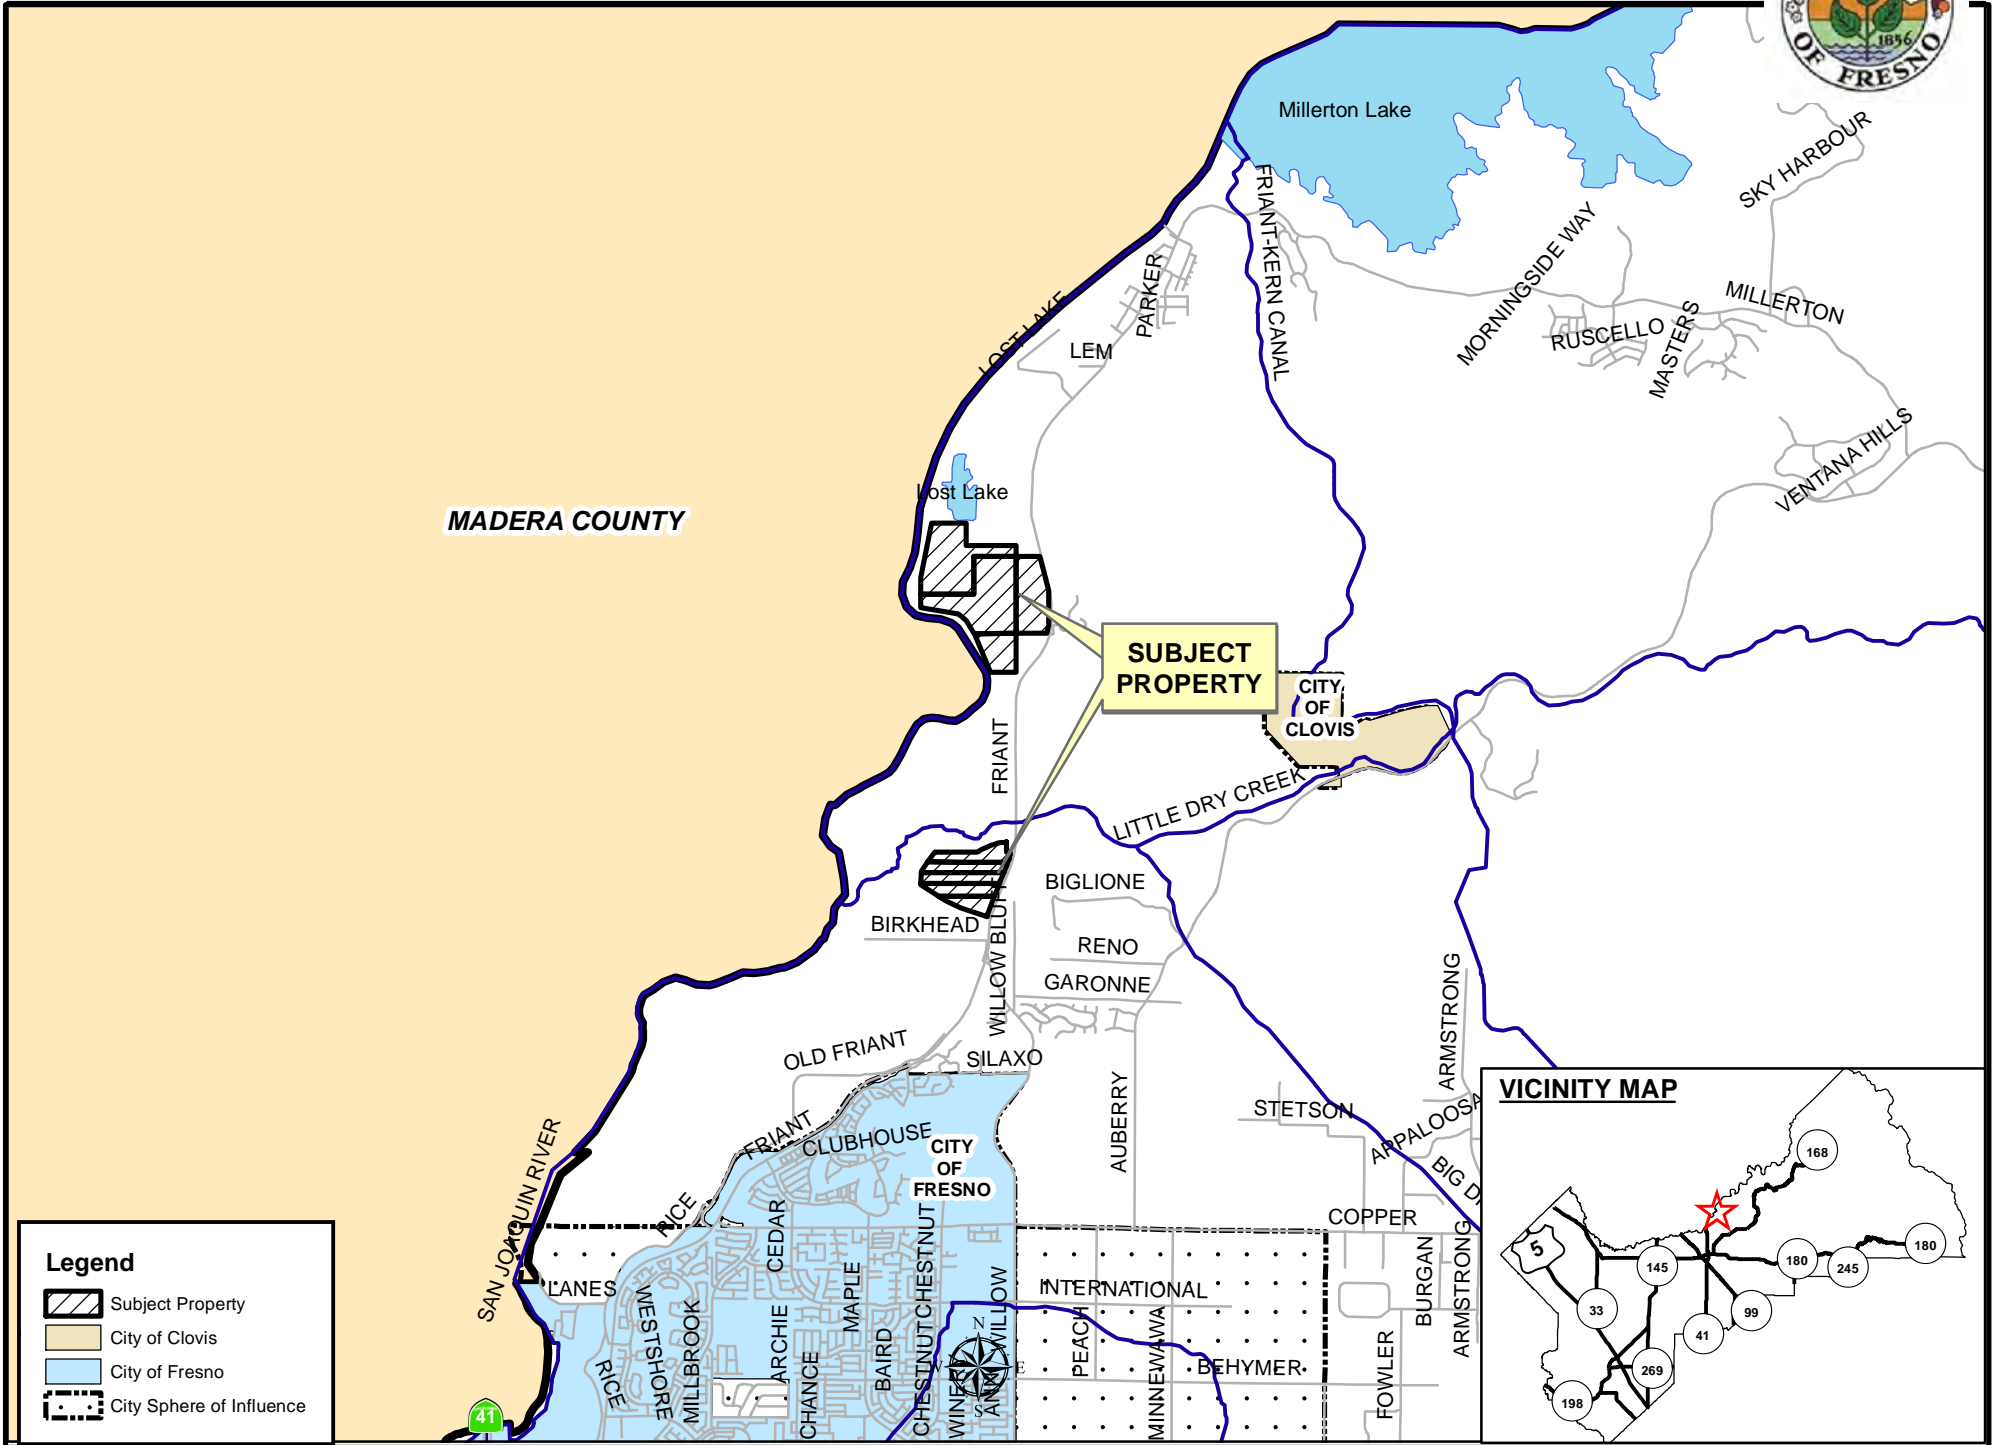 1856
OF FRESNO
Millerton Lake
SKY HARBOUR
FRIANT-KERN CANAL
MORNINGSIDE WAY
PARKER
MILLERTON
LOST LAKE
RUSCELLO
MASTERS
LEM
VENTANA HILLS
Lost Lake
MADERA COUNTY
SUBJECT
PROPERTY
CITY
OF
CLOVIS
FRIANT
LITTLE DRY CREEK
BIGLIONE
WILLOW BLUFF
BIRKHEAD
RENO
GARONNE
ARMSTRONG
OLD FRIANT
SILAXO
AUBERRY
STETSON
APPALOOSA
BIG D
FRIANT
CLUBHOUSE
CITY
OF
FRESNO
SAN JOAQUIN RIVER
RICE
CEDAR
COPPER
BURGAN
ARMSTRONG
LANES
INTERNATIONAL
WESTSHORE
MILLBROOK
ARCHIE
MAPLE
CHESTNUT
CHESTNUT
WILLOW
PEACH
MINNEWAWA
BEHYMER
FOWLER
RICE
CHANCE
BAIRD
N
E
S
41
VICINITY MAP
168
5
145
180
245
180
33
99
41
269
198
Legend
Subject Property
City of Clovis
City of Fresno
City Sphere of Influence